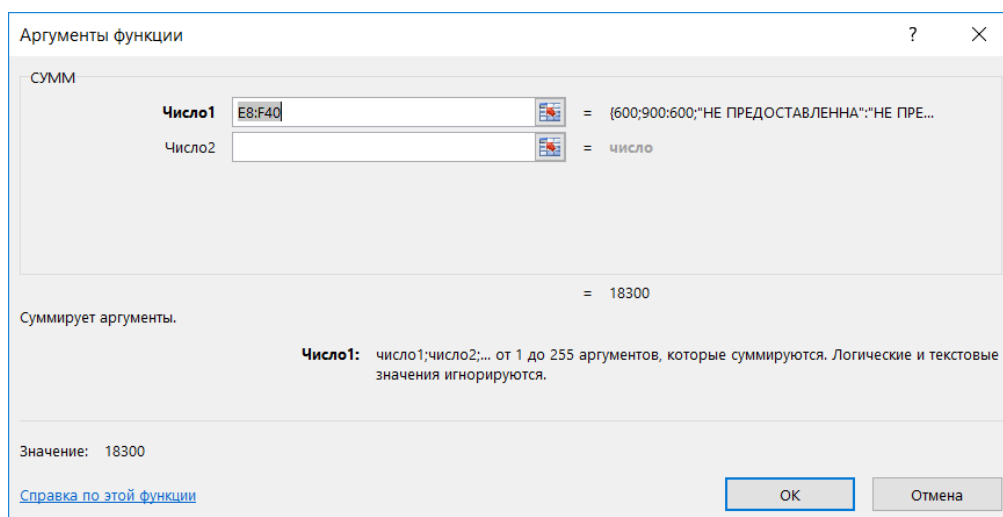 Аргументы функции ? ×
СУММ
Число1 E8:F40 = {600;900:600;"НЕ ПРЕДОСТАВЛЕННА":"НЕ ПРЕ...
Число2 = число
= 18300
Суммирует аргументы.
Число1: число1;число2;... от 1 до 255 аргументов, которые суммируются. Логические и текстовые
значения игнорируются.
Значение: 18300
Справка по этой функции ОК Отмена